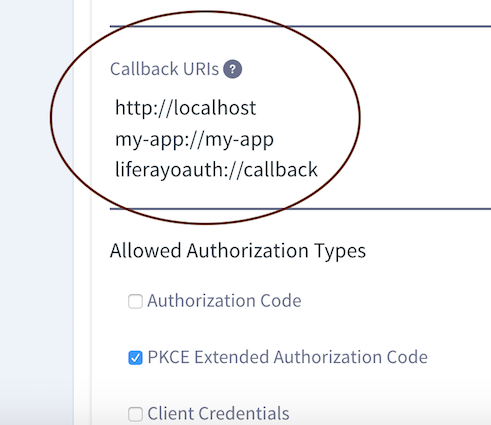 Callback URIs ?
http://localhost
my-app://my-app
liferayoauth://callback
Allowed Authorization Types
Authorization Code
PKCE Extended Authorization Code
Client Credentials